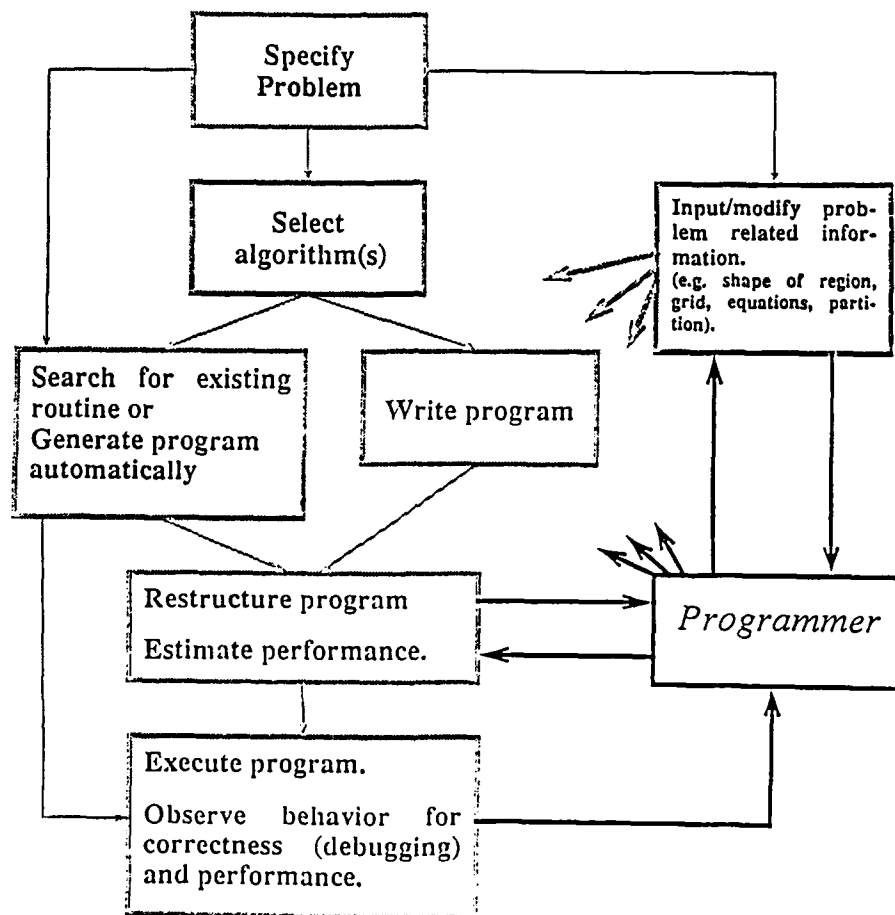 Specify
Problem
Select
algorithm(s)
Input/modify prob-
lem related infor-
mation.
(e.g. shape of region,
grid, equations, parti-
tion).
Search for existing
routine or
Generate program
automatically
Write program
Restructure program
Estimate performance.
Programmer
Execute program.
Observe behavior for
correctness (debugging)
and performance.